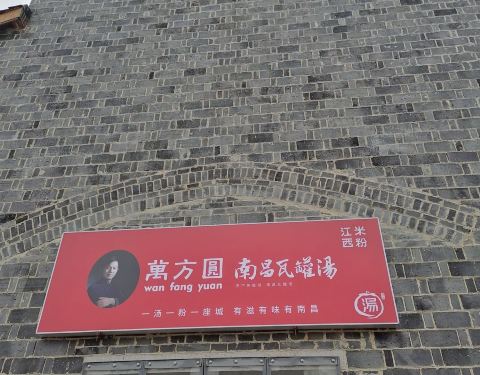 萬方圓
wan fang yuan
南昌瓦罐湯
江米
西粉
一汤一粉一座城 有滋有味有南昌
湯